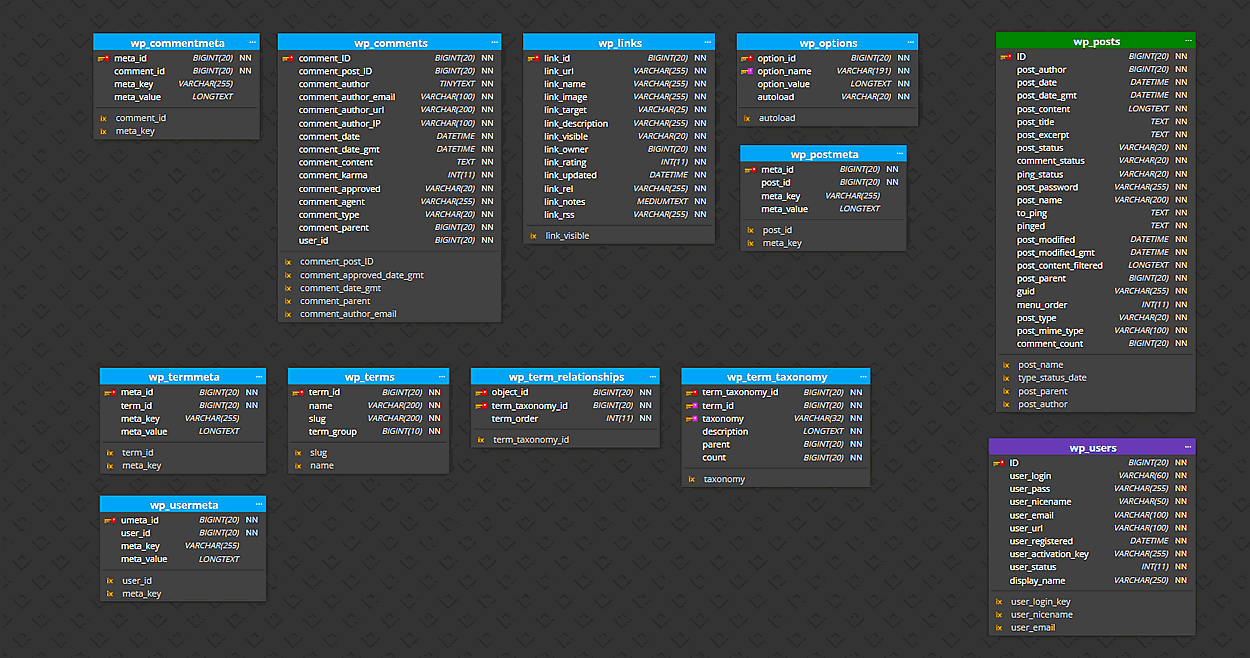 wp_commentmeta ...
meta_id BIGINT(20) NN
comment_id BIGINT(20) NN
meta_key VARCHAR(255)
meta_value LONGTEXT
ix comment_id
ix meta_key
wp_comments ...
comment_ID BIGINT(20) NN
comment_post_ID BIGINT(20) NN
comment_author TINYTEXT NN
comment_author_email VARCHAR(100) NN
comment_author_url VARCHAR(200) NN
comment_author_IP VARCHAR(100) NN
comment_date DATETIME NN
comment_date_gmt DATETIME NN
comment_content TEXT NN
comment_karma INT(11) NN
comment_approved VARCHAR(20) NN
comment_agent VARCHAR(255) NN
comment_type VARCHAR(20) NN
comment_parent BIGINT(20) NN
user_id BIGINT(20) NN
ix comment_post_ID
ix comment_approved_date_gmt
ix comment_date_gmt
ix comment_parent
ix comment_author_email
wp_links ...
link_id BIGINT(20) NN
link_url VARCHAR(255) NN
link_name VARCHAR(255) NN
link_image VARCHAR(255) NN
link_target VARCHAR(25) NN
link_description VARCHAR(255) NN
link_visible VARCHAR(20) NN
link_owner BIGINT(20) NN
link_rating INT(11) NN
link_updated DATETIME NN
link_rel VARCHAR(255) NN
link_notes MEDIUMTEXT NN
link_rss VARCHAR(255) NN
ix link_visible
wp_options ...
option_id BIGINT(20) NN
option_name VARCHAR(191) NN
option_value LONGTEXT NN
autoload VARCHAR(20) NN
ix autoload
wp_postmeta ...
meta_id BIGINT(20) NN
post_id BIGINT(20) NN
meta_key VARCHAR(255)
meta_value LONGTEXT
ix post_id
ix meta_key
wp_posts ...
ID BIGINT(20) NN
post_author BIGINT(20) NN
post_date DATETIME NN
post_date_gmt DATETIME NN
post_content LONGTEXT NN
post_title TEXT NN
post_excerpt TEXT NN
post_status VARCHAR(20) NN
comment_status VARCHAR(20) NN
ping_status VARCHAR(20) NN
post_password VARCHAR(255) NN
post_name VARCHAR(200) NN
to_ping TEXT NN
pinged TEXT NN
post_modified DATETIME NN
post_modified_gmt DATETIME NN
post_content_filtered LONGTEXT NN
post_parent BIGINT(20) NN
guid VARCHAR(255) NN
menu_order INT(11) NN
post_type VARCHAR(20) NN
post_mime_type VARCHAR(100) NN
comment_count BIGINT(20) NN
ix post_name
ix type_status_date
ix post_parent
ix post_author
wp_termmeta ...
meta_id BIGINT(20) NN
term_id BIGINT(20) NN
meta_key VARCHAR(255)
meta_value LONGTEXT
ix term_id
ix meta_key
wp_terms ...
term_id BIGINT(20) NN
name VARCHAR(200) NN
slug VARCHAR(200) NN
term_group BIGINT(10) NN
ix slug
ix name
wp_term_relationships ...
object_id BIGINT(20) NN
term_taxonomy_id BIGINT(20) NN
term_order INT(11) NN
ix term_taxonomy_id
wp_term_taxonomy ...
term_taxonomy_id BIGINT(20) NN
term_id BIGINT(20) NN
taxonomy VARCHAR(32) NN
description LONGTEXT NN
parent BIGINT(20) NN
count BIGINT(20) NN
ix taxonomy
wp_usermeta ...
umeta_id BIGINT(20) NN
user_id BIGINT(20) NN
meta_key VARCHAR(255)
meta_value LONGTEXT
ix user_id
ix meta_key
wp_users ...
ID BIGINT(20) NN
user_login VARCHAR(60) NN
user_pass VARCHAR(255) NN
user_nicename VARCHAR(50) NN
user_email VARCHAR(100) NN
user_url VARCHAR(100) NN
user_registered DATETIME NN
user_activation_key VARCHAR(255) NN
user_status INT(11) NN
display_name VARCHAR(250) NN
ix user_login_key
ix user_nicename
ix user_email